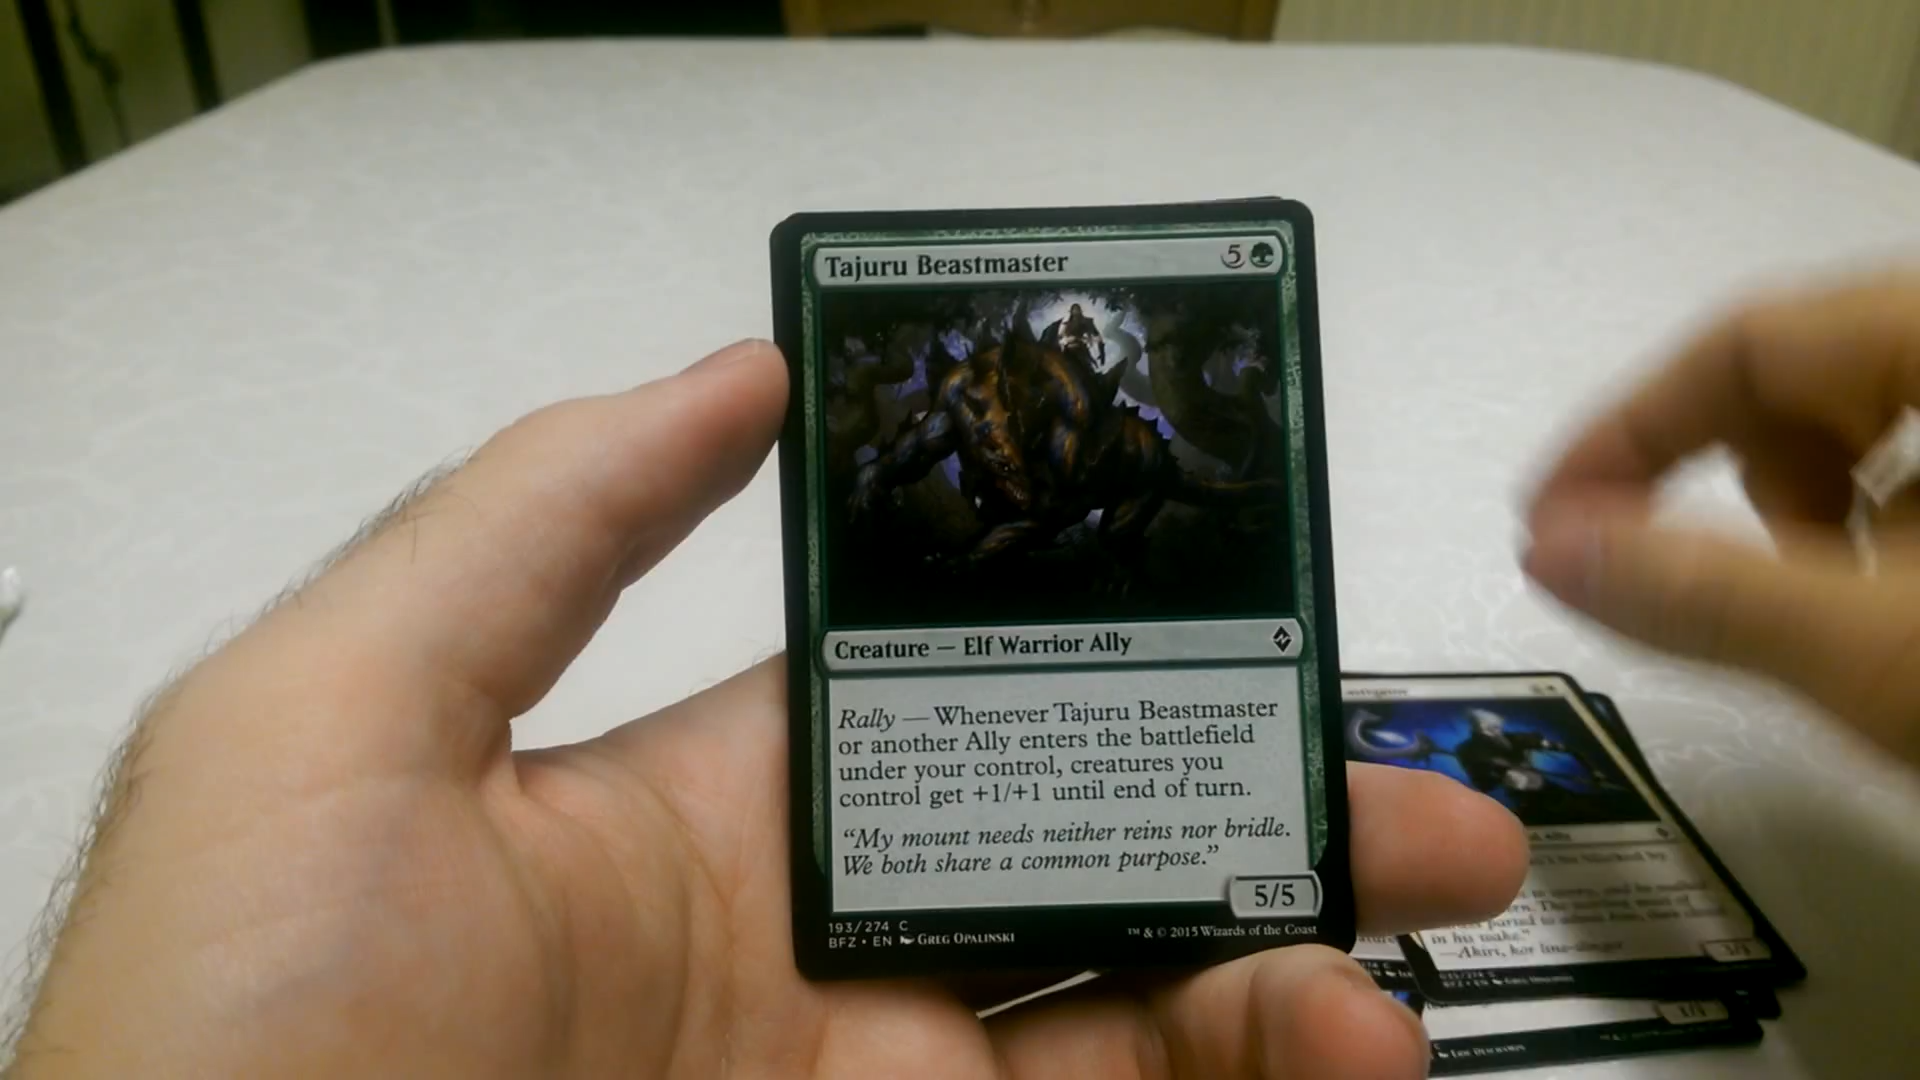 Tajuru Beastmaster
5
Creature — Elf Warrior Ally
Rally — Whenever Tajuru Beastmaster
or another Ally enters the battlefield
under your control, creatures you
control get +1/+1 until end of turn.
“My mount needs neither reins nor bridle.
We both share a common purpose.”
5/5
193/274 C
BFZ • EN GREG OPALINSKI
™ & © 2015 Wizards of the Coast
Ally
in his wake.”
—Akiri, kor line-slinger
BFZ • EN